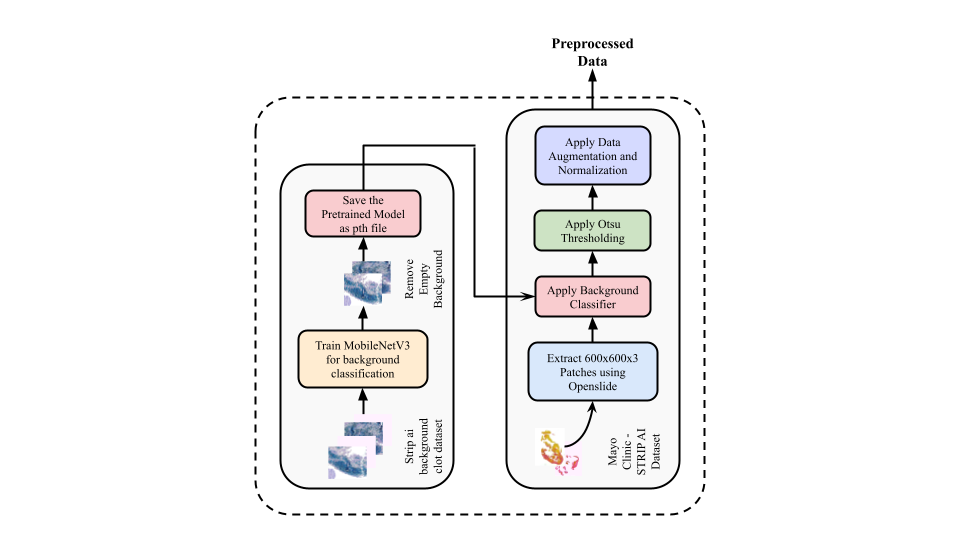 Preprocessed
Data
Apply Data
Augmentation and
Normalization
Apply Otsu
Thresholding
Apply Background
Classifier
Extract 600x600x3
Patches using
Openslide
Mayo
Clinic -
STRIP AI
Dataset
Save the
Pretrained Model
as pth file
Remove
Empty
Background
Train MobileNetV3
for background
classification
Strip ai
background
clot dataset